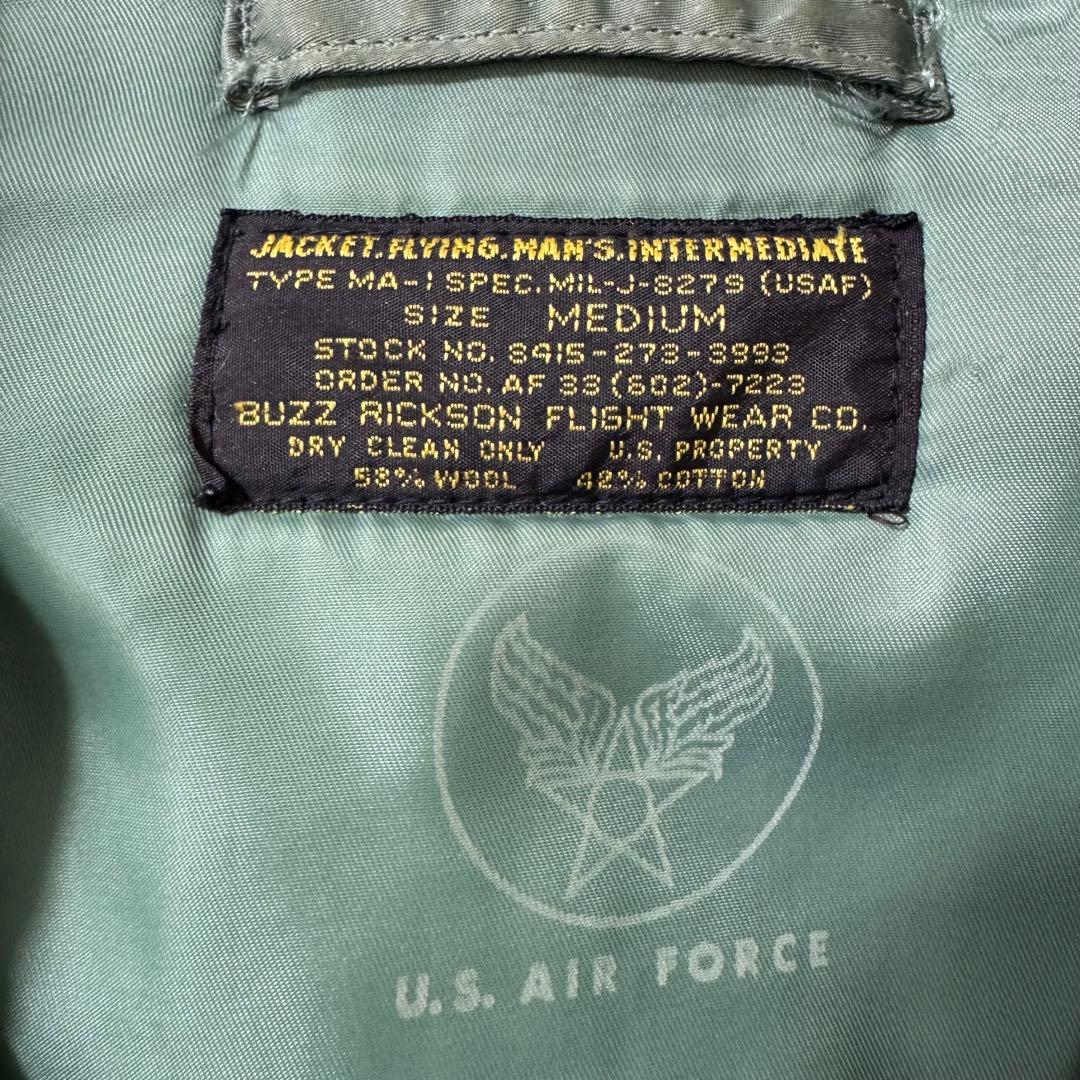 JACKET.FLYING.MAN'S.INTERMEDIATE
TYPE MA-1 SPEC.MIL-J-8279 (USAF)
SIZE MEDIUM
STOCK NO. 8415-273-3993
ORDER NO. AF 33(602)-7223
BUZZ RICKSON FLIGHT WEAR CO.
DRY CLEAN ONLY U.S. PROPERTY
58% WOOL 42% COTTON
U.S. AIR FORCE